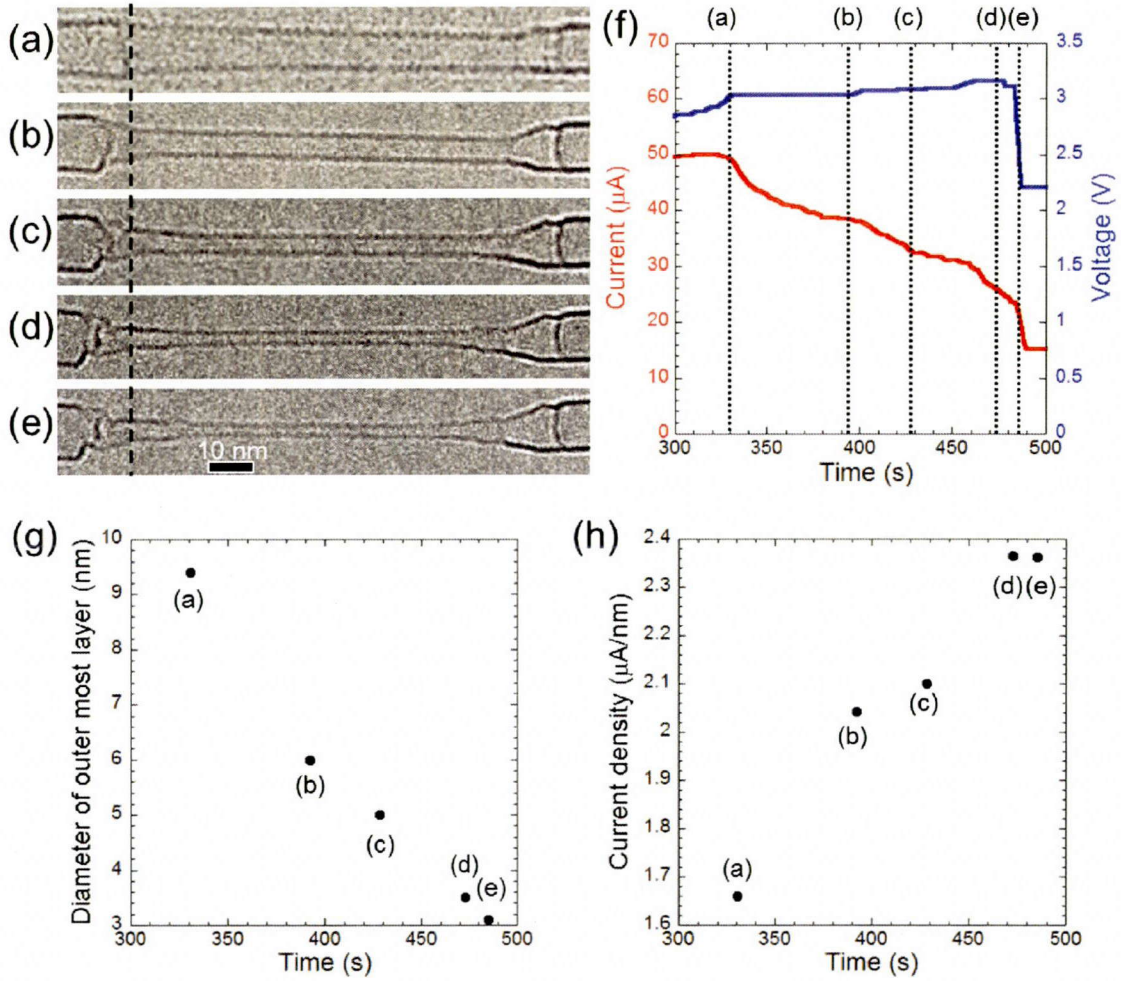 (a)
(b)
(c)
(d)
(e)
10 nm
(f)
(a) (b) (c) (d) (e)
70
60
50
40
30
20
10
0
Current (μA)
3.5
3
2.5
2
1.5
1
0.5
0
Voltage (V)
300 350 400 450 500
Time (s)
(g)
10
9
8
7
6
5
4
3
Diameter of outer most layer (nm)
(a)
(b)
(c)
(d)
(e)
300 350 400 450 500
Time (s)
(h)
2.4
2.3
2.2
2.1
2
1.9
1.8
1.7
1.6
Current density (μA/nm)
(d) (e)
(c)
(b)
(a)
300 350 400 450 500
Time (s)